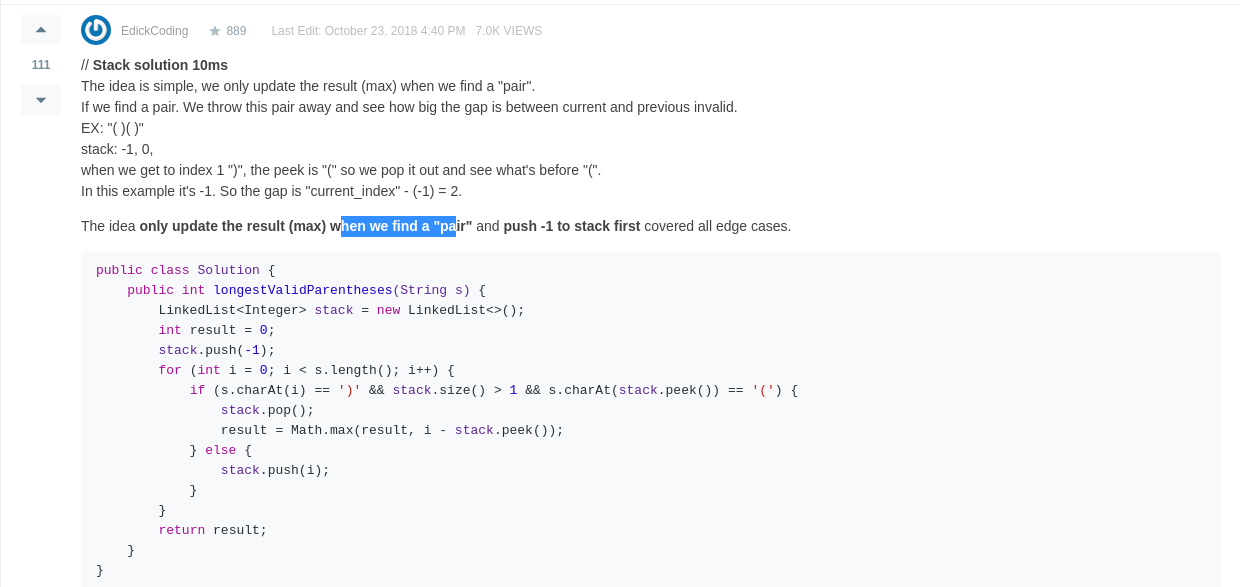 EdickCoding ★ 889 Last Edit: October 23, 2018 4:40 PM 7.0K VIEWS
111
// Stack solution 10ms
The idea is simple, we only update the result (max) when we find a "pair".
If we find a pair. We throw this pair away and see how big the gap is between current and previous invalid.
EX: "( )( )"
stack: -1, 0,
when we get to index 1 ")", the peek is "(" so we pop it out and see what's before "(".
In this example it's -1. So the gap is "current_index" - (-1) = 2.
The idea only update the result (max) when we find a "pair" and push -1 to stack first covered all edge cases.
public class Solution {
    public int longestValidParentheses(String s) {
        LinkedList<Integer> stack = new LinkedList<>();
        int result = 0;
        stack.push(-1);
        for (int i = 0; i < s.length(); i++) {
            if (s.charAt(i) == ')' && stack.size() > 1 && s.charAt(stack.peek()) == '(') {
                stack.pop();
                result = Math.max(result, i - stack.peek());
            } else {
                stack.push(i);
            }
        }
        return result;
    }
}